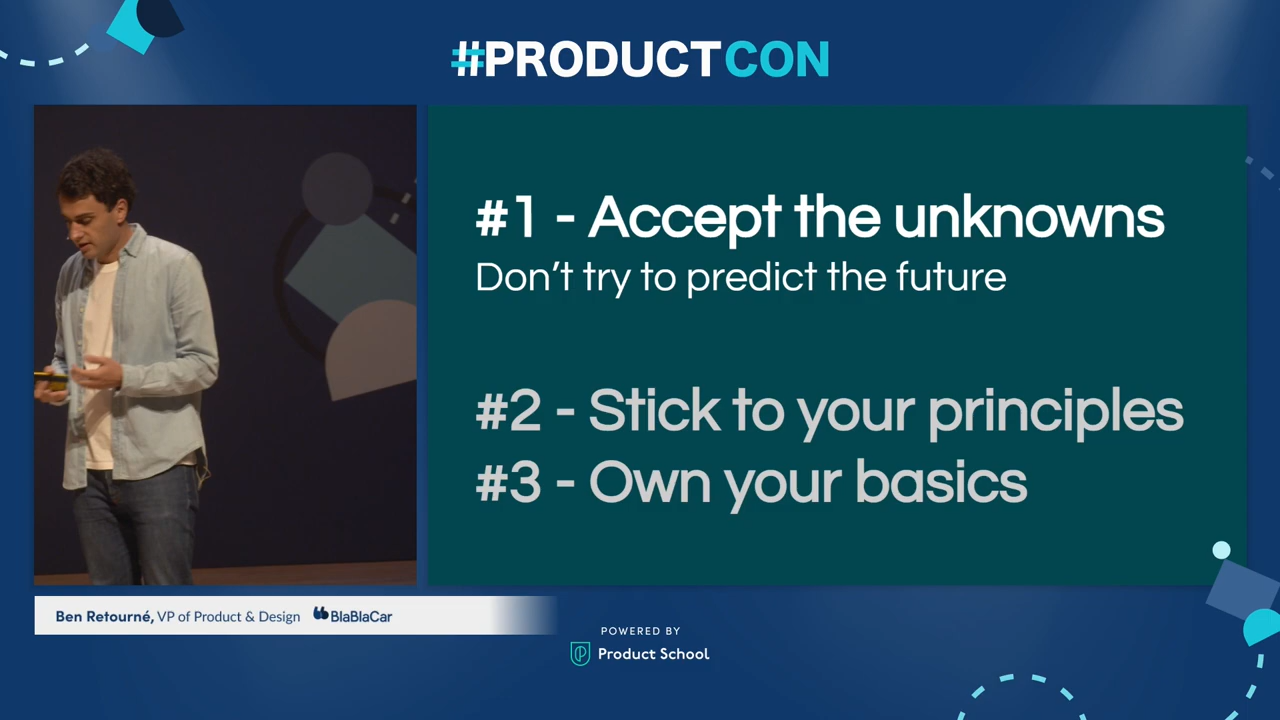 #PRODUCTCON
#1 - Accept the unknowns
Don’t try to predict the future
#2 - Stick to your principles
#3 - Own your basics
Ben Retourné, VP of Product & Design BlaBlaCar
POWERED BY
Product School